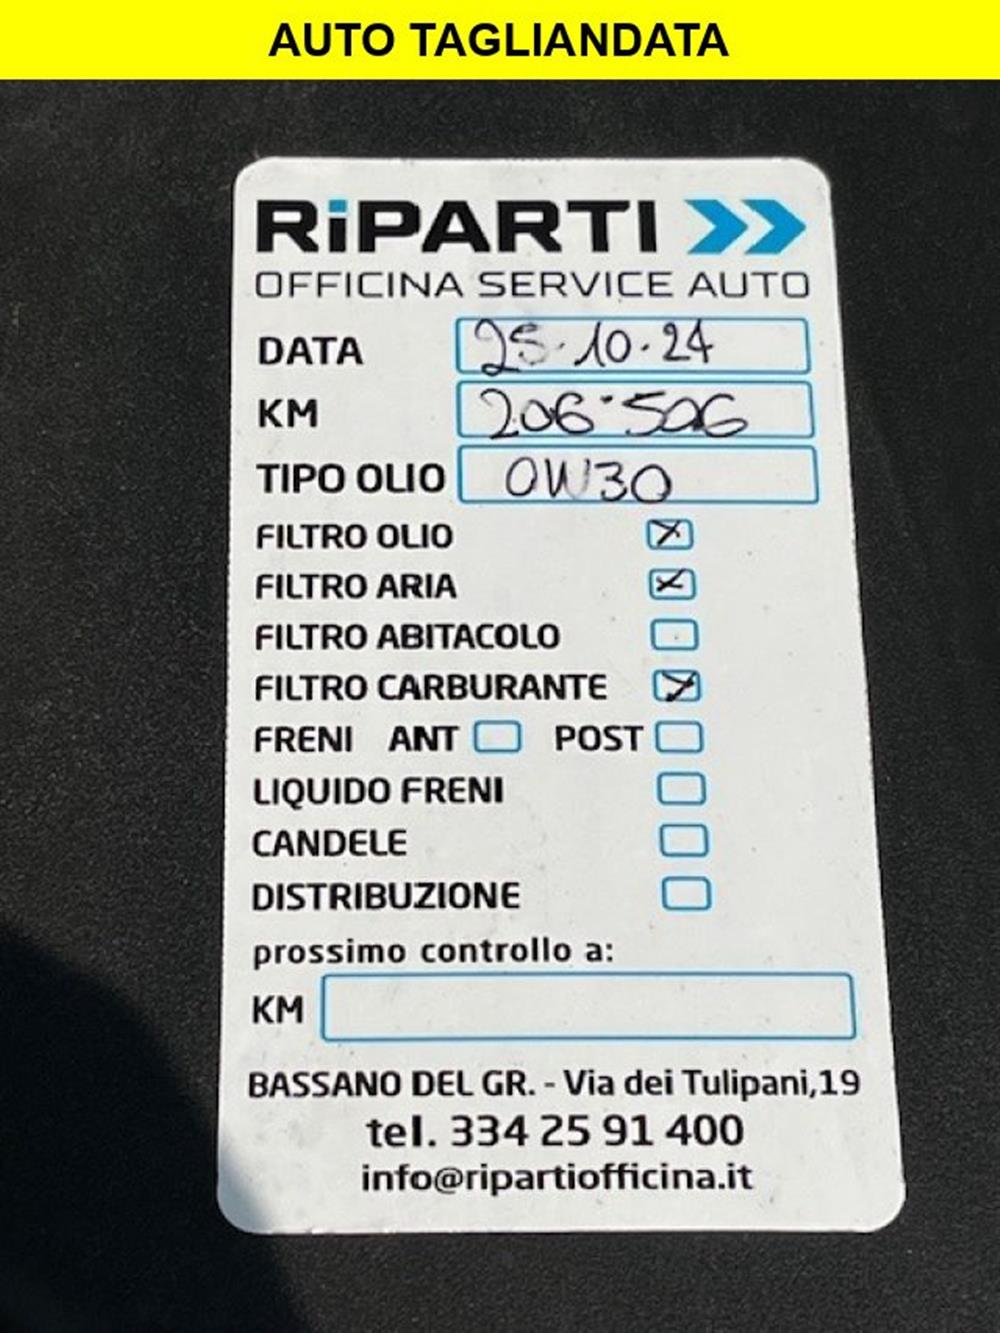 AUTO TAGLIANDATA
RiPARTI
OFFICINA SERVICE AUTO
DATA 25.10.24
KM 206.506
TIPO OLIO 0W30
FILTRO OLIO X
FILTRO ARIA X
FILTRO ABITACOLO
FILTRO CARBURANTE X
FRENI ANT POST
LIQUIDO FRENI
CANDELE
DISTRIBUZIONE
prossimo controllo a:
KM
BASSANO DEL GR. - Via dei Tulipani,19
tel. 334 25 91 400
info@ripartiofficina.it